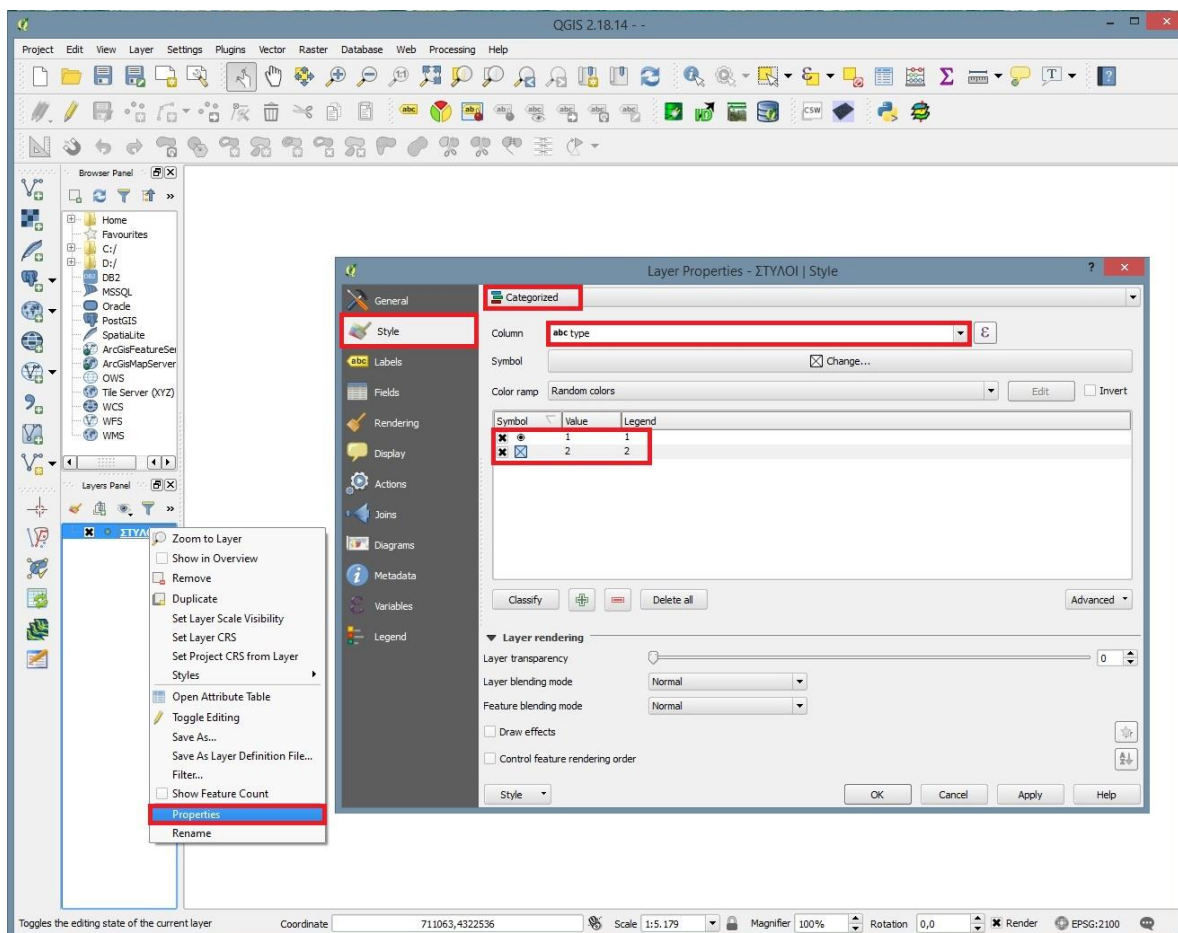 QGIS 2.18.14 - -
Project Edit View Layer Settings Plugins Vector Raster Database Web Processing Help
Browser Panel
Home
Favourites
C:/
D:/
DB2
MSSQL
Oracle
PostGIS
SpatiaLite
ArcGisFeatureSer
ArcGisMapServer
OWS
Tile Server (XYZ)
WCS
WFS
WMS
Layers Panel
ΣΤΥΛ
Zoom to Layer
Show in Overview
Remove
Duplicate
Set Layer Scale Visibility
Set Layer CRS
Set Project CRS from Layer
Styles
Open Attribute Table
Toggle Editing
Save As...
Save As Layer Definition File...
Filter...
Show Feature Count
Properties
Rename
Layer Properties - ΣΤΥΛΟΙ | Style
General
Style
Labels
Fields
Rendering
Display
Actions
Joins
Diagrams
Metadata
Variables
Legend
Categorized
Column abc type ε
Symbol Change...
Color ramp Random colors Edit Invert
Symbol Value Legend
1 1
2 2
Classify Delete all Advanced
Layer rendering
Layer transparency 0
Layer blending mode Normal
Feature blending mode Normal
Draw effects
Control feature rendering order
Style OK Cancel Apply Help
Toggles the editing state of the current layer Coordinate 711063,4322536 Scale 1:5.179 Magnifier 100% Rotation 0,0 Render EPSG:2100